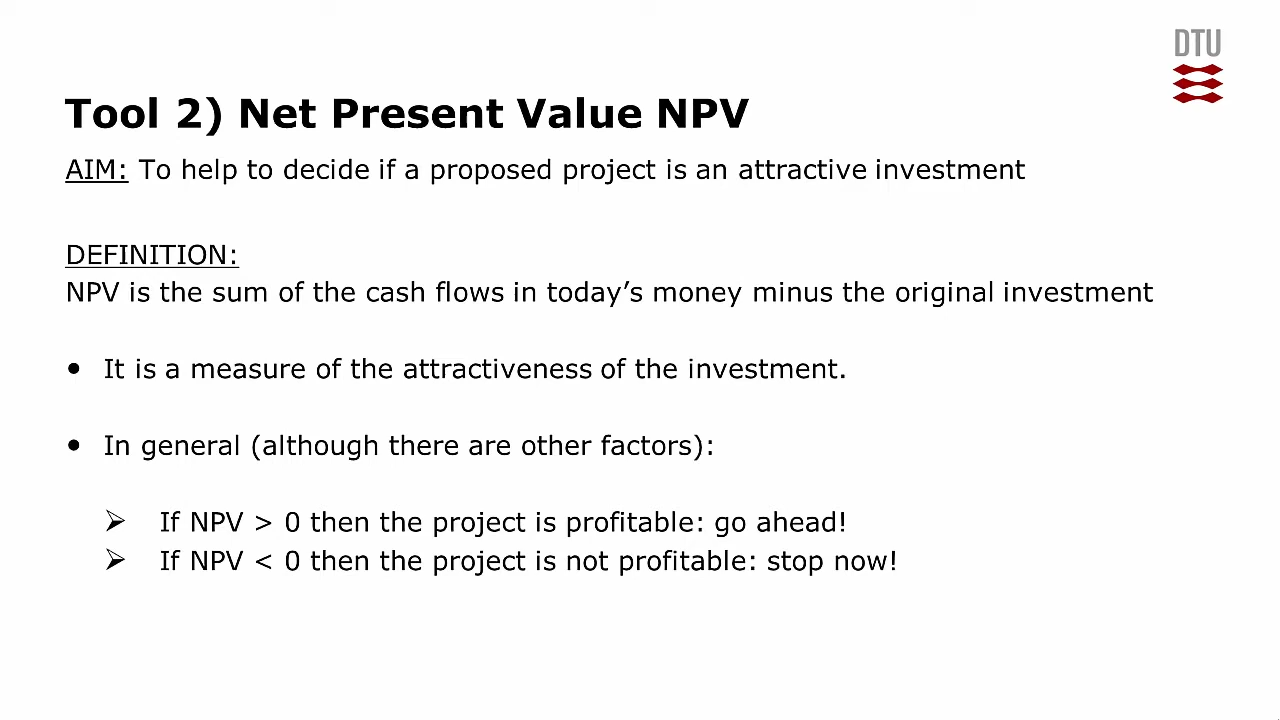 DTU
Tool 2) Net Present Value NPV
AIM: To help to decide if a proposed project is an attractive investment
DEFINITION:
NPV is the sum of the cash flows in today’s money minus the original investment
• It is a measure of the attractiveness of the investment.
• In general (although there are other factors):
➢ If NPV > 0 then the project is profitable: go ahead!
➢ If NPV < 0 then the project is not profitable: stop now!